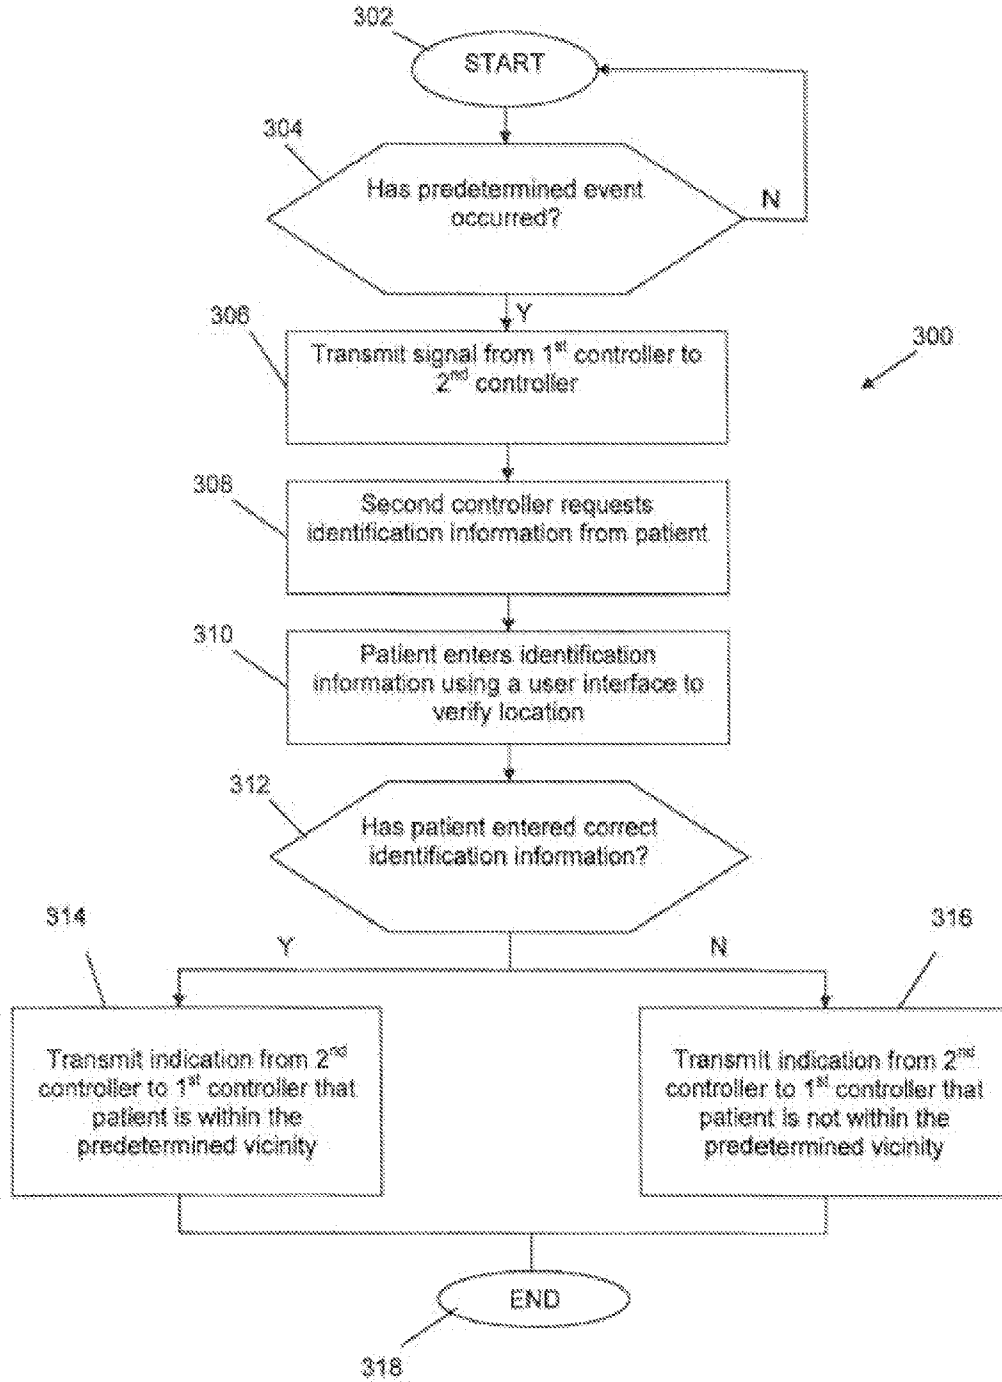 302
START
304
Has predetermined event
occurred?
N
Y
306
Transmit signal from 1st controller to
2nd controller
300
308
Second controller requests
identification information from patient
310
Patient enters identification
information using a user interface to
verify location
312
Has patient entered correct
identification information?
314
Y
N
316
Transmit indication from 2nd
controller to 1st controller that
patient is within the
predetermined vicinity
Transmit indication from 2nd
controller to 1st controller that
patient is not within the
predetermined vicinity
END
318